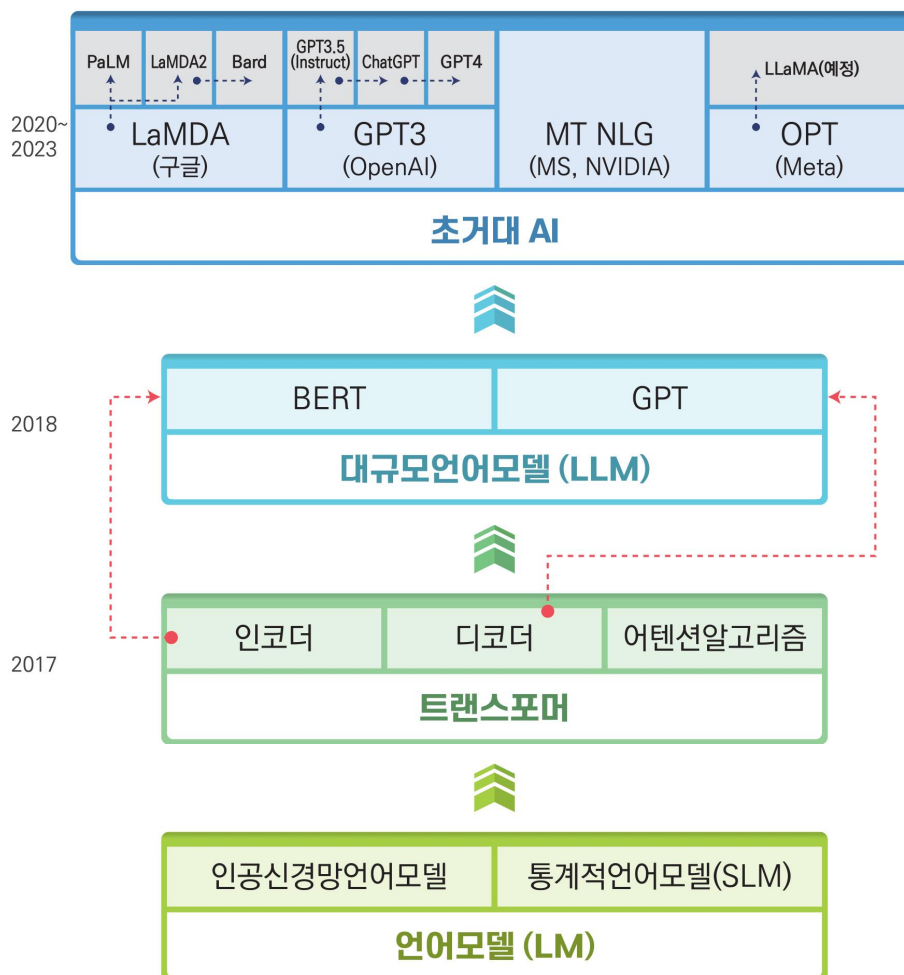 PaLM
LaMDA2
Bard
GPT3.5
(Instruct)
ChatGPT
GPT4
LLaMA(예정)
2020~
2023
LaMDA
(구글)
GPT3
(OpenAI)
MT NLG
(MS, NVIDIA)
OPT
(Meta)
초거대 AI
2018
BERT
GPT
대규모언어모델 (LLM)
2017
인코더
디코더
어텐션알고리즘
트랜스포머
인공신경망언어모델
통계적언어모델(SLM)
언어모델 (LM)